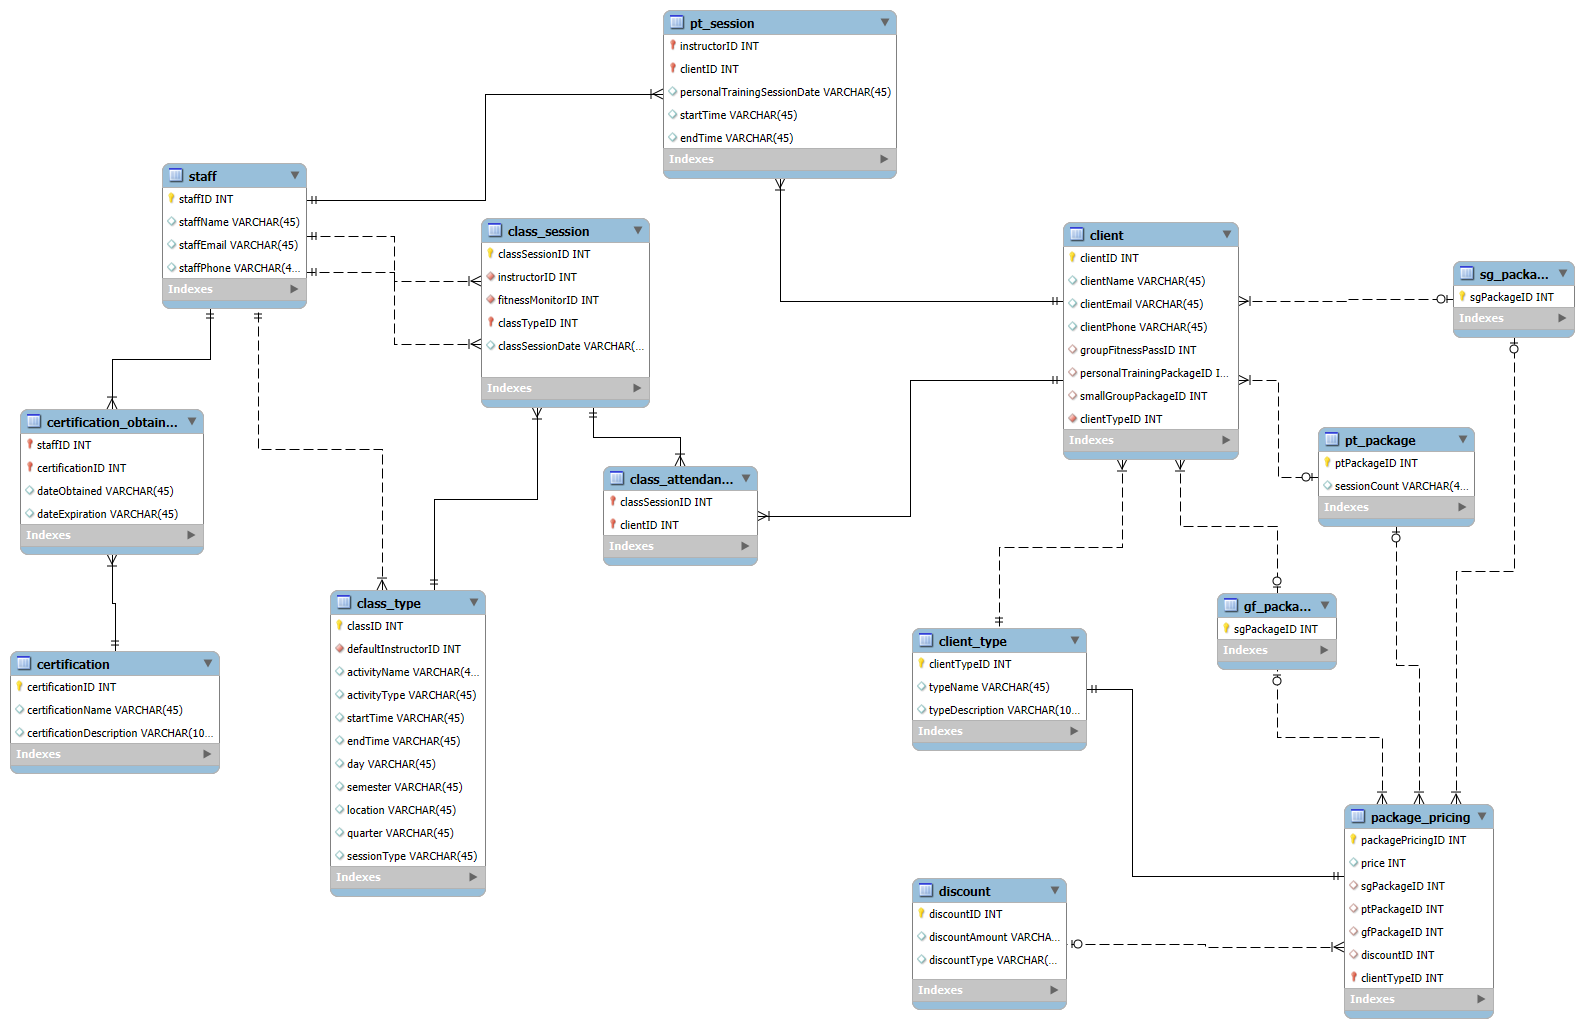 pt_session
instructorID INT
clientID INT
personalTrainingSessionDate VARCHAR(45)
startTime VARCHAR(45)
endTime VARCHAR(45)
Indexes
staff
staffID INT
staffName VARCHAR(45)
staffEmail VARCHAR(45)
staffPhone VARCHAR(4...
Indexes
class_session
classSessionID INT
instructorID INT
fitnessMonitorID INT
classTypeID INT
classSessionDate VARCHAR(...
Indexes
client
clientID INT
clientName VARCHAR(45)
clientEmail VARCHAR(45)
clientPhone VARCHAR(45)
groupFitnessPassID INT
personalTrainingPackageID I...
smallGroupPackageID INT
clientTypeID INT
Indexes
sg_packa...
sgPackageID INT
Indexes
certification_obtain...
staffID INT
certificationID INT
dateObtained VARCHAR(45)
dateExpiration VARCHAR(45)
Indexes
class_attendan...
classSessionID INT
clientID INT
Indexes
pt_package
ptPackageID INT
sessionCount VARCHAR(4...
Indexes
certification
certificationID INT
certificationName VARCHAR(45)
certificationDescription VARCHAR(10...
Indexes
class_type
classID INT
defaultInstructorID INT
activityName VARCHAR(4...
activityType VARCHAR(45)
startTime VARCHAR(45)
endTime VARCHAR(45)
day VARCHAR(45)
semester VARCHAR(45)
location VARCHAR(45)
quarter VARCHAR(45)
sessionType VARCHAR(45)
Indexes
client_type
clientTypeID INT
typeName VARCHAR(45)
typeDescription VARCHAR(10...
Indexes
gf_packa...
sgPackageID INT
Indexes
package_pricing
packagePricingID INT
price INT
sgPackageID INT
ptPackageID INT
gfPackageID INT
discountID INT
clientTypeID INT
Indexes
discount
discountID INT
discountAmount VARCHA...
discountType VARCHAR(...
Indexes